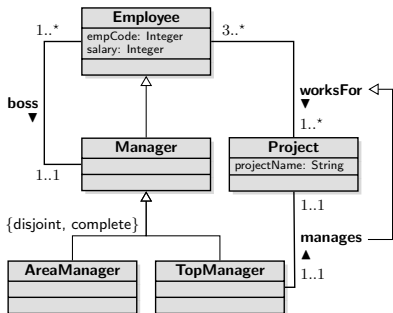 Employee
1..*
3..*
empCode: Integer
salary: Integer
boss
▼
worksFor
▼
1..*
Manager
Project
projectName: String
1..1
1..1
{disjoint, complete}
manages
▲
AreaManager
TopManager
1..1